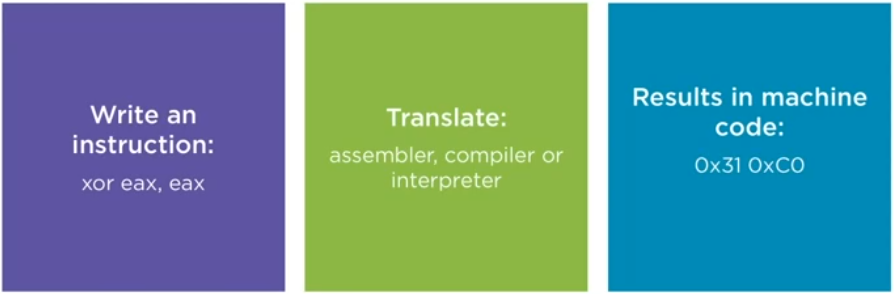 Write an
instruction:
xor eax, eax
Translate:
assembler, compiler or
interpreter
Results in machine
code:
0x31 0xC0